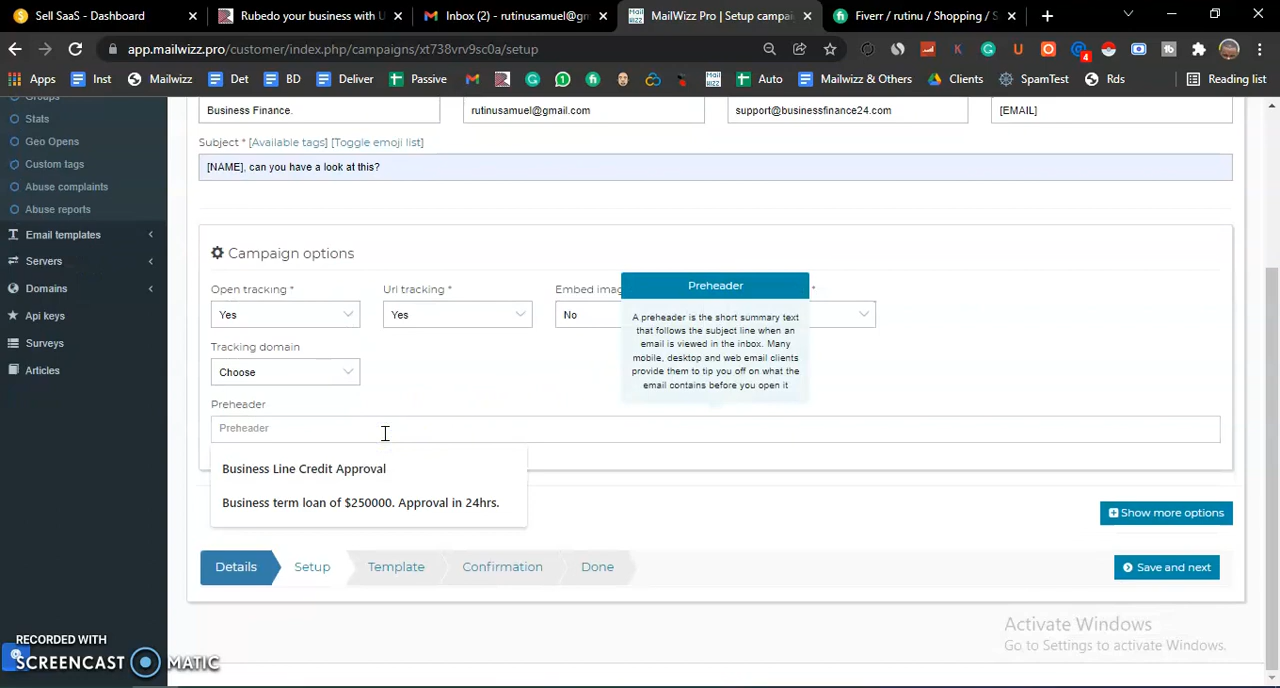 Sell SaaS - Dashboard
Rubedo your business with U
Inbox (2) - rutinusamuel@gm
MailWizz Pro | Setup campai
Fiverr / rutinu / Shopping / S
app.mailwizz.pro/customer/index.php/campaigns/xt738vrv9sc0a/setup
4
Apps
Inst
Mailwizz
Det
BD
Deliver
Passive
Auto
Mailwizz & Others
Clients
SpamTest
Rds
Reading list
Groups
Stats
Geo Opens
Custom tags
Abuse complaints
Abuse reports
Email templates
Servers
Domains
Api keys
Surveys
Articles
Business Finance.
rutinusamuel@gmail.com
support@businessfinance24.com
[EMAIL]
Subject * [Available tags] [Toggle emoji list]
[NAME], can you have a look at this?
Campaign options
Open tracking *
Url tracking *
Embed imag
*
Yes
Yes
No
Preheader
A preheader is the short summary text
that follows the subject line when an
email is viewed in the inbox. Many
mobile, desktop and web email clients
provide them to tip you off on what the
email contains before you open it
Tracking domain
Choose
Preheader
Preheader
Business Line Credit Approval
Business term loan of $250000. Approval in 24hrs.
Show more options
Details
Setup
Template
Confirmation
Done
Save and next
Activate Windows
Go to Settings to activate Windows.
RECORDED WITH
SCREENCAST MATIC